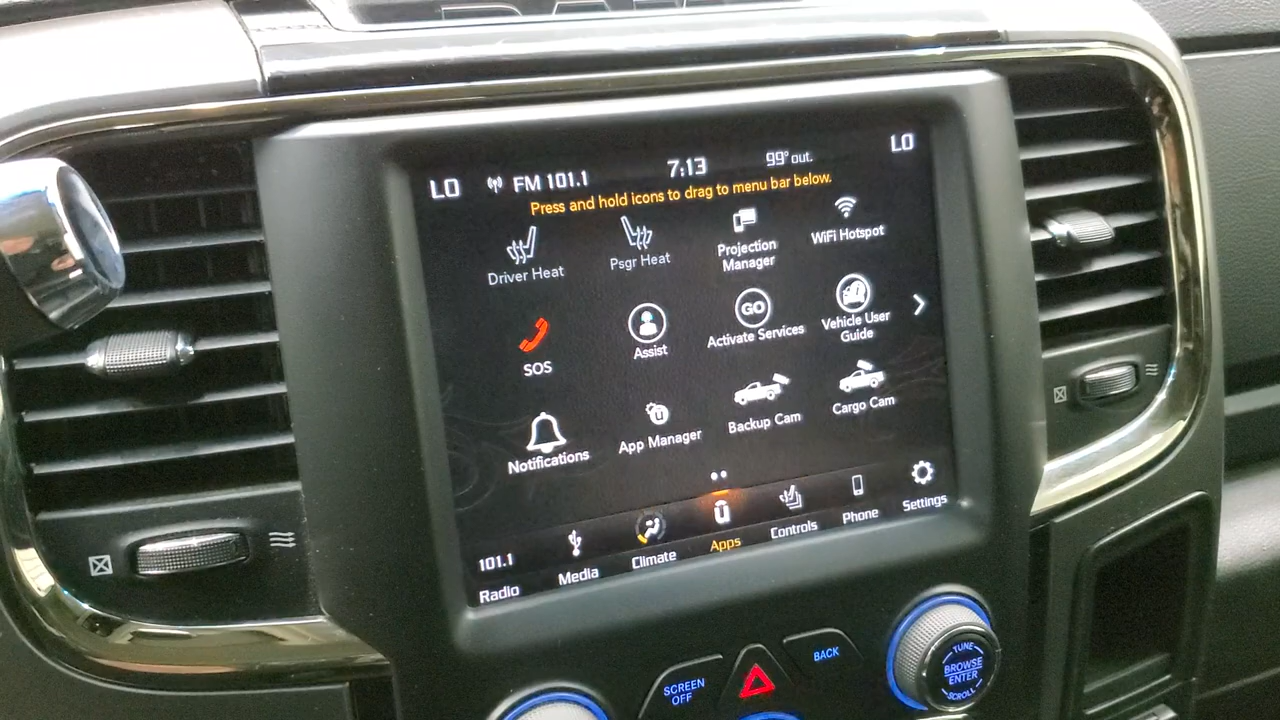 LO FM 101.1 7:13 99° out. LO
Press and hold icons to drag to menu bar below.
Driver Heat
Psgr Heat
Projection
Manager
WiFi Hotspot
SOS
Assist
GO
Activate Services
Vehicle User
Guide
Notifications
App Manager
Backup Cam
Cargo Cam
101.1
Radio
Media
Climate
Apps
Controls
Phone
Settings
SCREEN
OFF
BACK
TUNE
BROWSE
ENTER
SCROLL